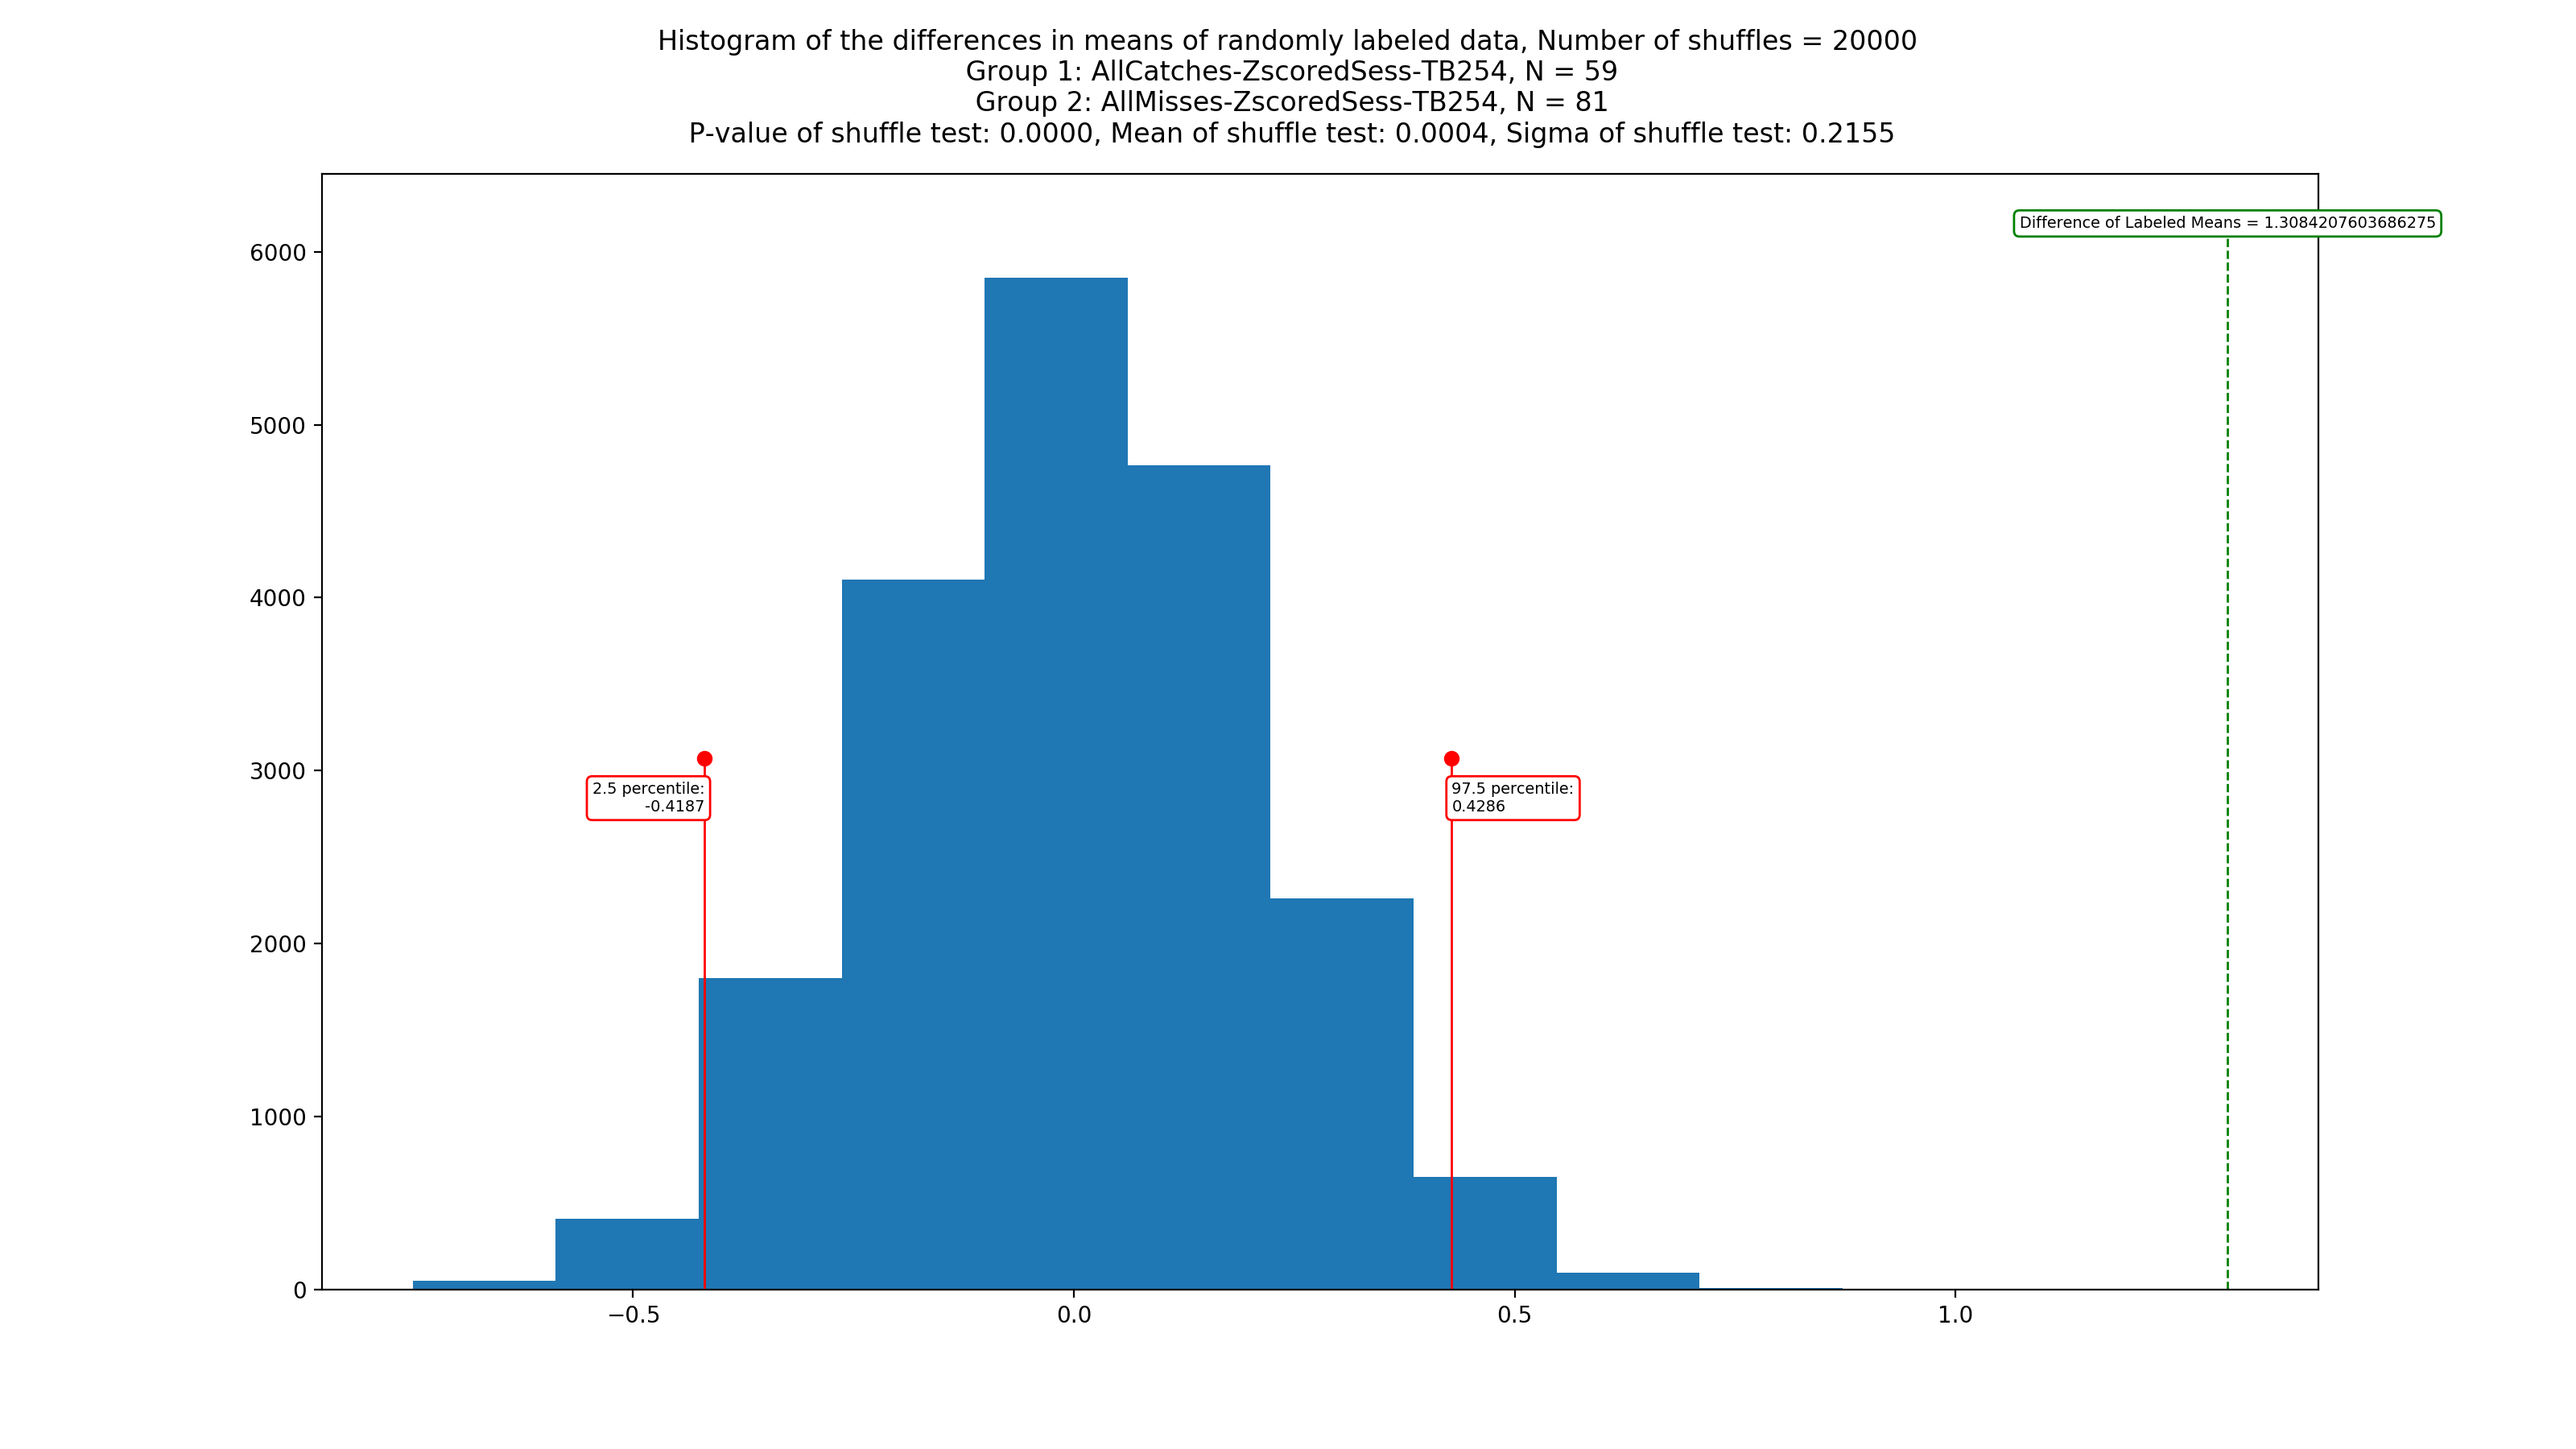 Histogram of the differences in means of randomly labeled data, Number of shuffles = 20000
Group 1: AllCatches-ZscoredSess-TB254, N = 59
Group 2: AllMisses-ZscoredSess-TB254, N = 81
P-value of shuffle test: 0.0000, Mean of shuffle test: 0.0004, Sigma of shuffle test: 0.2155
Difference of Labeled Means = 1.3084207603686275
6000
5000
4000
3000
2000
1000
0
2.5 percentile:
-0.4187
97.5 percentile:
0.4286
−0.5
0.0
0.5
1.0